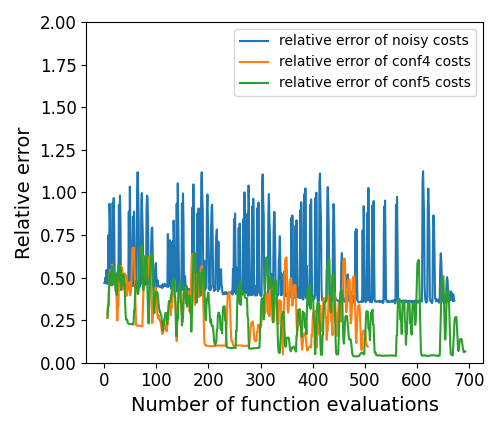 2.00
1.75
1.50
1.25
1.00
0.75
0.50
0.25
0.00
Relative error
relative error of noisy costs
relative error of conf4 costs
relative error of conf5 costs
0 100 200 300 400 500 600 700
Number of function evaluations